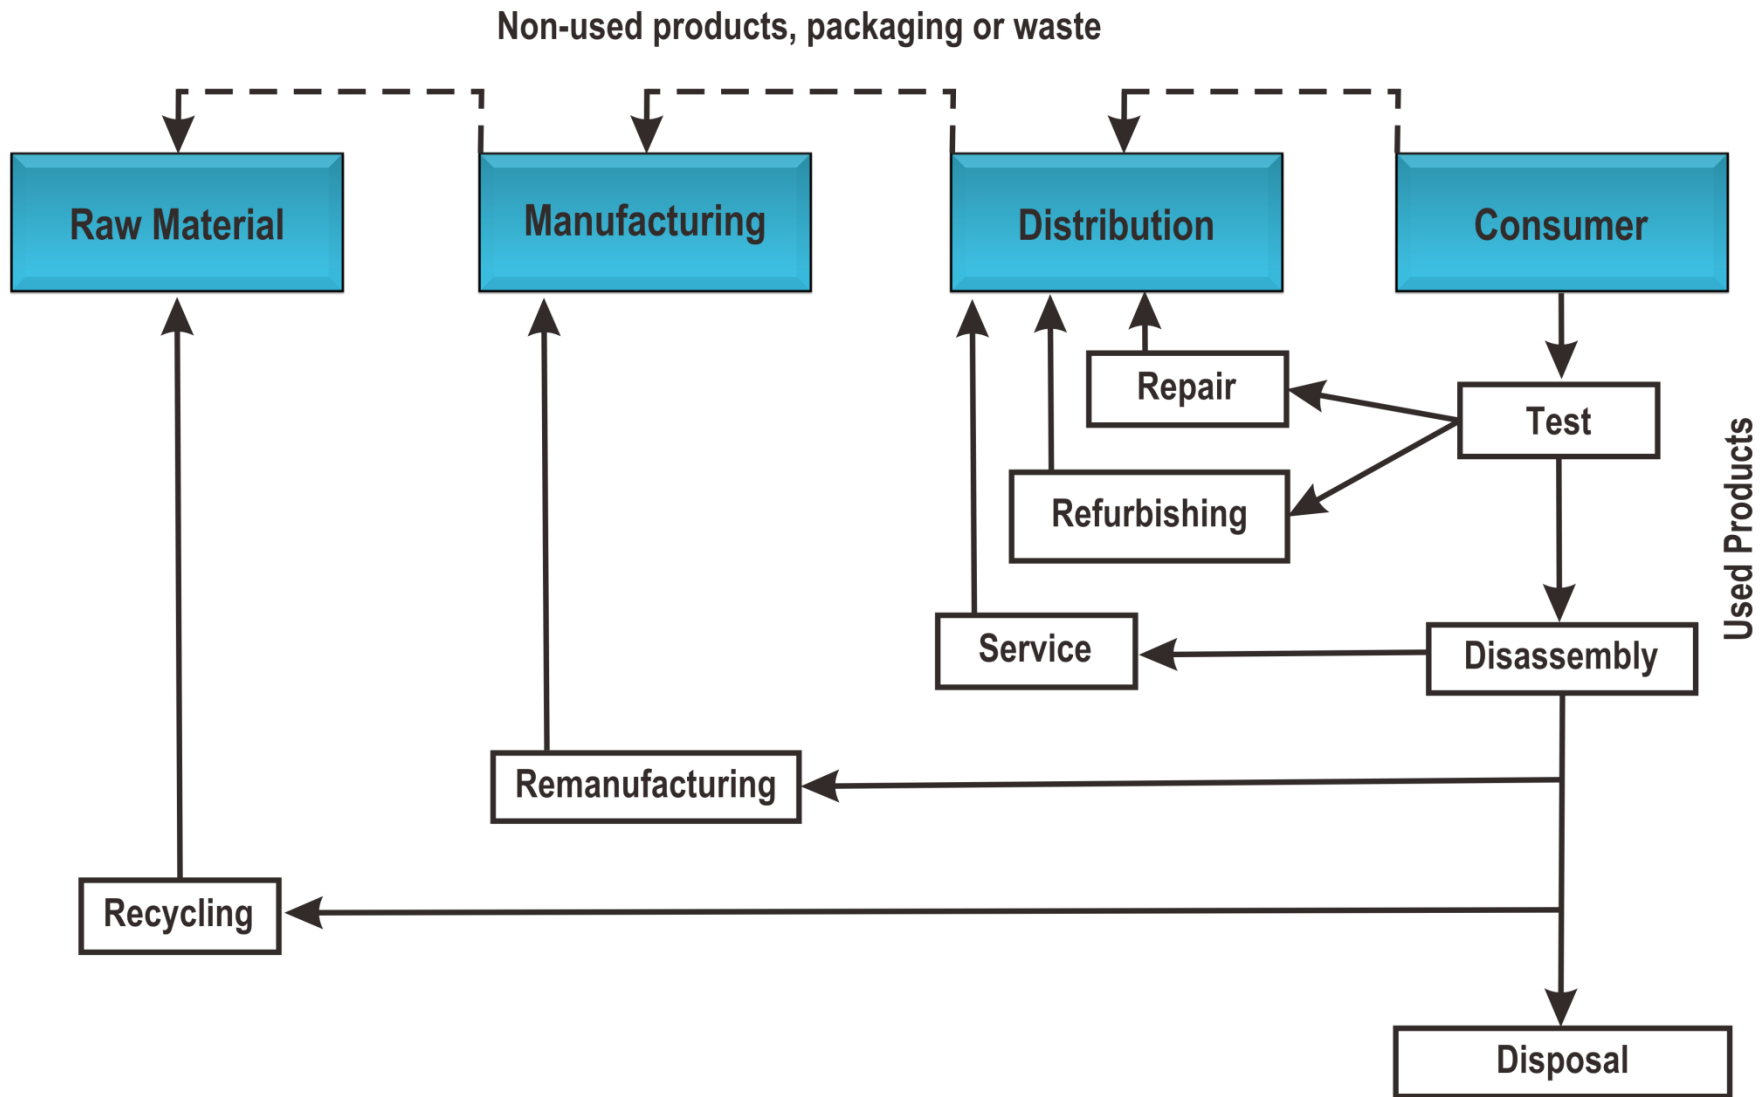 Non-used products, packaging or waste
Raw Material
Manufacturing
Distribution
Consumer
Repair
Test
Refurbishing
Used Products
Service
Disassembly
Remanufacturing
Recycling
Disposal